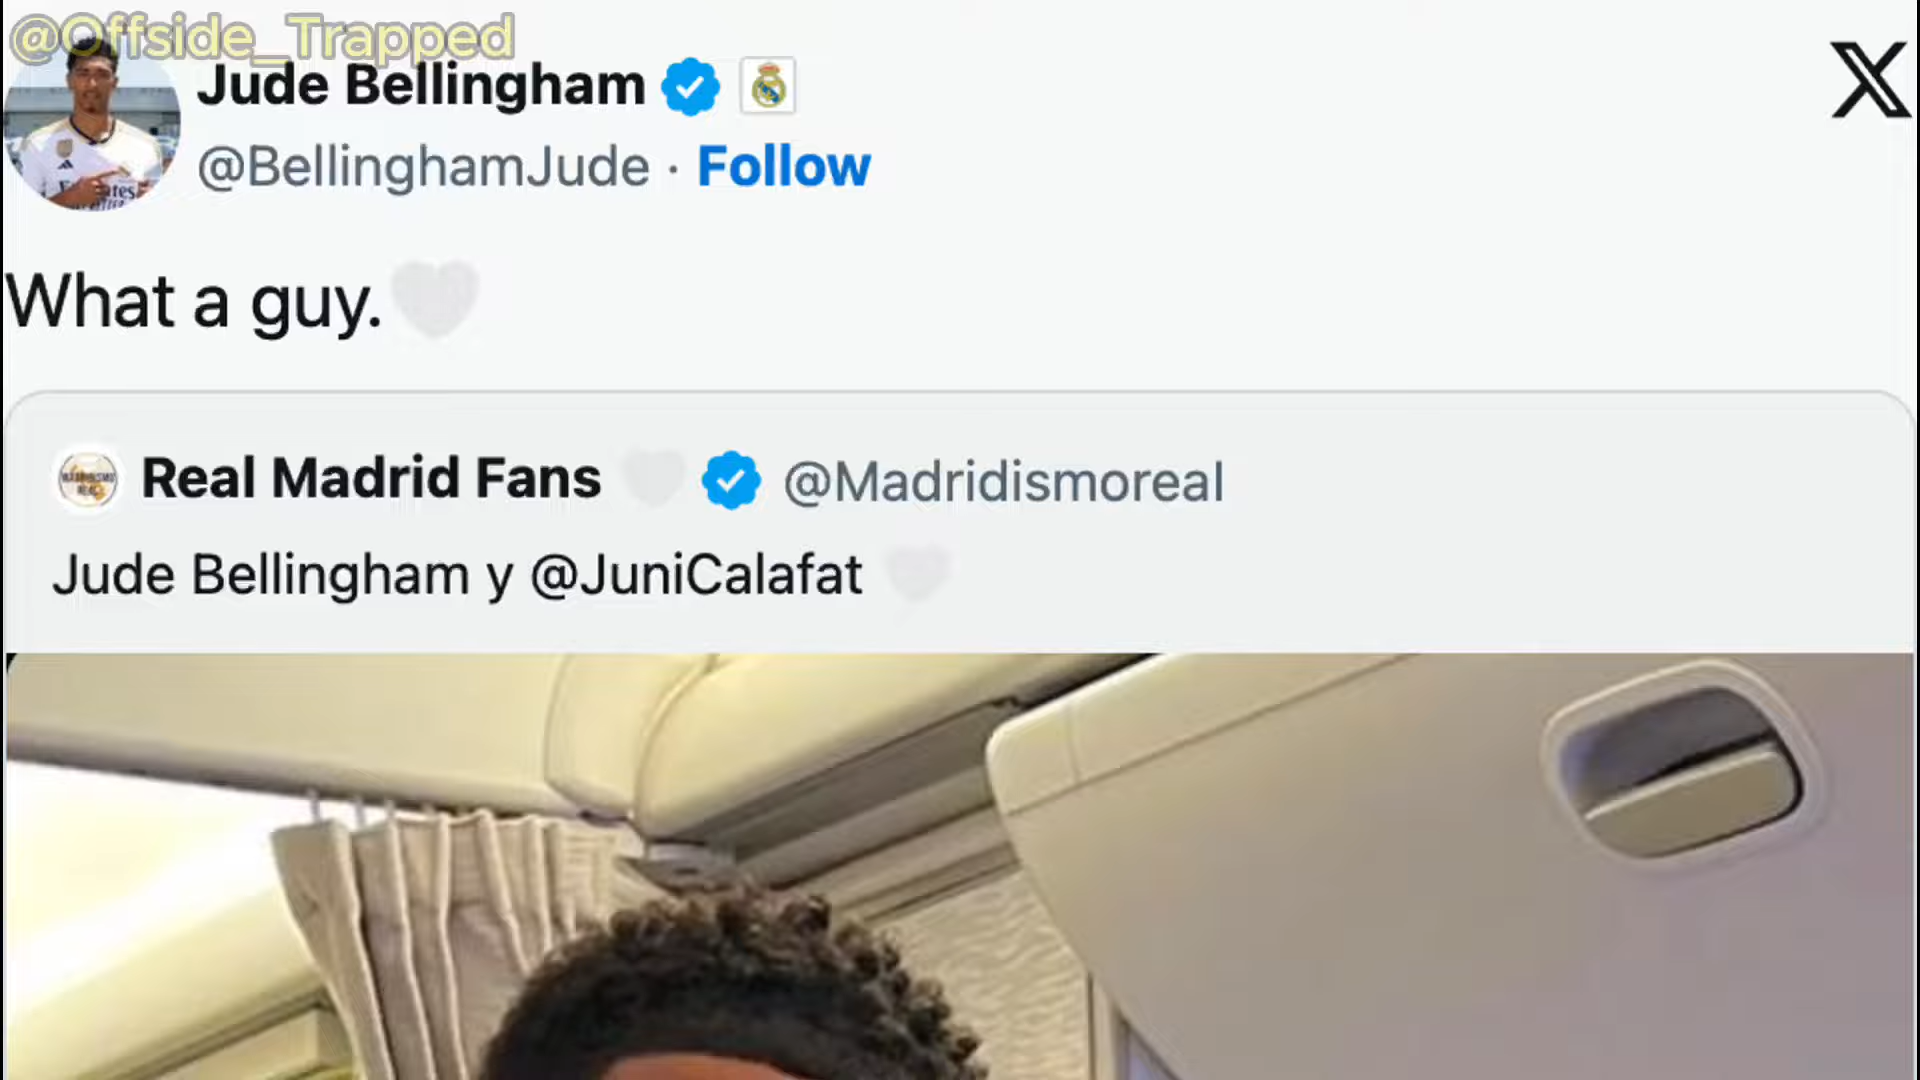 @Offside_Trapped
Jude Bellingham
@BellinghamJude · Follow
What a guy.🤍
Real Madrid Fans 🤍 @Madridismoreal
Jude Bellingham y @JuniCalafat 🤍